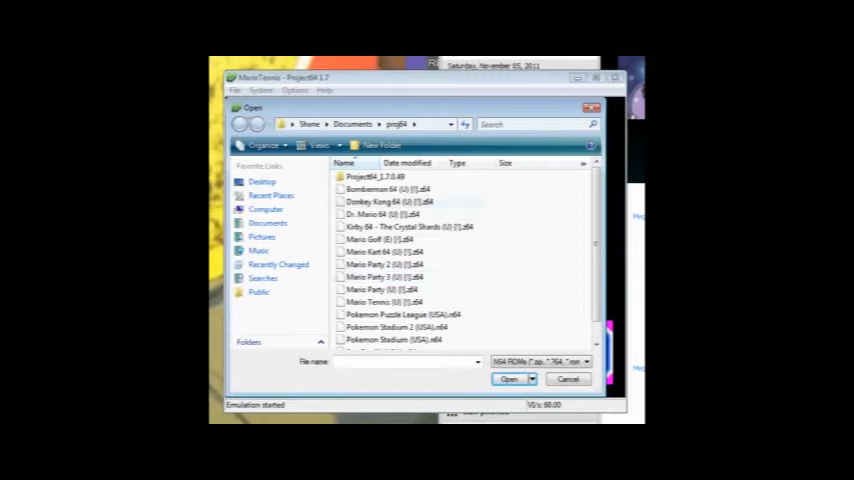 Saturday, November 05, 2011
MarioTennis - Project64 1.7
File System Options Help
Open
Shane Documents proj64
Search
Organize Views New Folder
Favorite Links
Name Date modified Type Size
Desktop
Recent Places
Computer
Documents
Pictures
Music
Recently Changed
Searches
Public
Folders
Project64_1.7.0.49
Bomberman 64 (U) [!].z64
Donkey Kong 64 (U) [!].z64
Dr. Mario 64 (U) [!].z64
Kirby 64 - The Crystal Shards (U) [!].z64
Mario Golf (E) [!].z64
Mario Kart 64 (U) [!].z64
Mario Party 2 (U) [!].z64
Mario Party 3 (U) [!].z64
Mario Party (U) [!].z64
Mario Tennis (U) [!].z64
Pokemon Puzzle League (USA).n64
Pokemon Stadium 2 (USA).n64
Pokemon Stadium (USA).n64
File name:
N64 ROMs (*.zip, *.?64, *.rom
Open Cancel
Emulation started
VI/s: 60.00